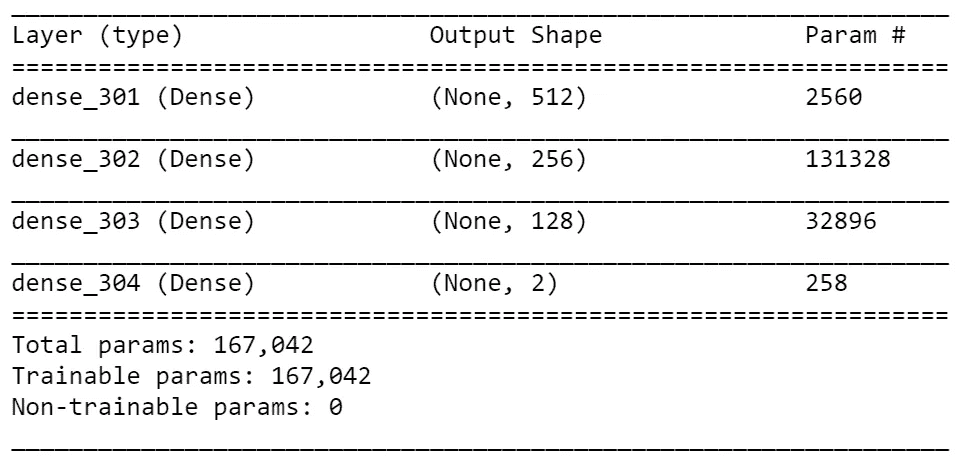 Layer (type) Output Shape Param #
=================================================================
dense_301 (Dense) (None, 512) 2560
dense_302 (Dense) (None, 256) 131328
dense_303 (Dense) (None, 128) 32896
dense_304 (Dense) (None, 2) 258
=================================================================
Total params: 167,042
Trainable params: 167,042
Non-trainable params: 0